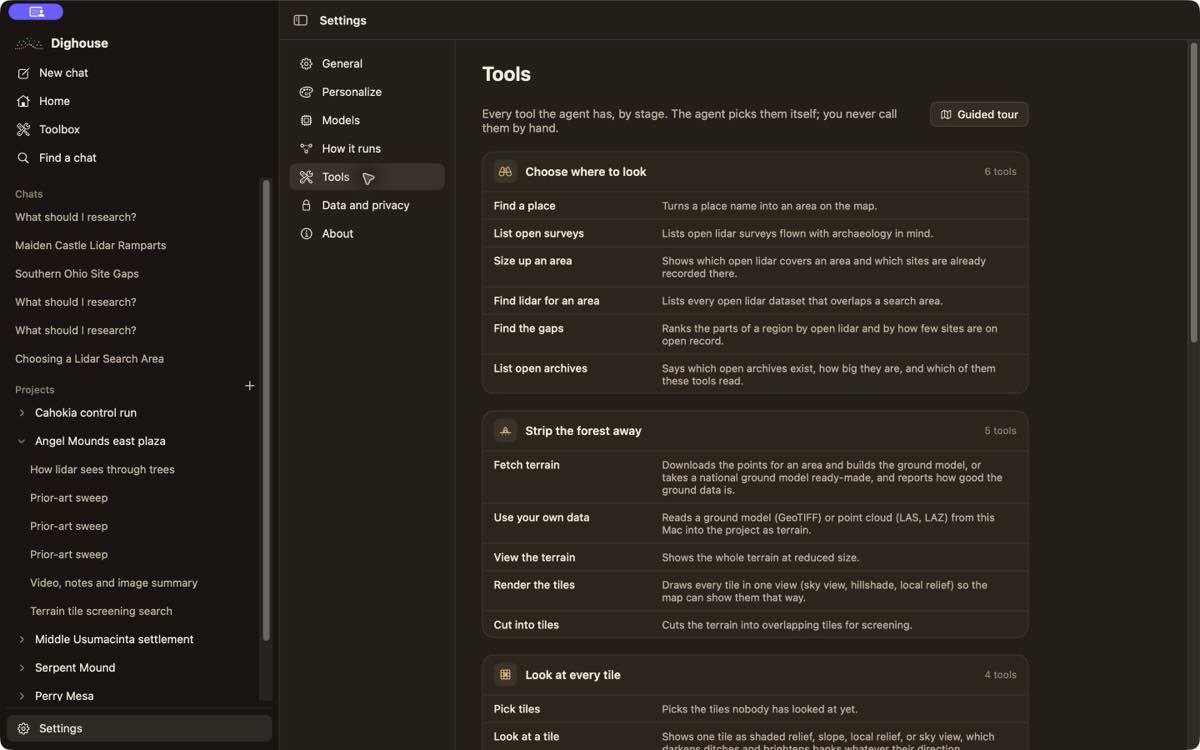 Dighouse
New chat
Home
Toolbox
Find a chat
Chats
What should I research?
Maiden Castle Lidar Ramparts
Southern Ohio Site Gaps
What should I research?
What should I research?
Choosing a Lidar Search Area
Projects
Cahokia control run
Angel Mounds east plaza
How lidar sees through trees
Prior-art sweep
Prior-art sweep
Prior-art sweep
Video, notes and image summary
Terrain tile screening search
Middle Usumacinta settlement
Serpent Mound
Perry Mesa
Settings
Settings
General
Personalize
Models
How it runs
Tools
Data and privacy
About
Tools
Every tool the agent has, by stage. The agent picks them itself; you never call
them by hand.
Guided tour
Choose where to look
6 tools
Find a place
Turns a place name into an area on the map.
List open surveys
Lists open lidar surveys flown with archaeology in mind.
Size up an area
Shows which open lidar covers an area and which sites are already
recorded there.
Find lidar for an area
Lists every open lidar dataset that overlaps a search area.
Find the gaps
Ranks the parts of a region by open lidar and by how few sites are on
open record.
List open archives
Says which open archives exist, how big they are, and which of them
these tools read.
Strip the forest away
5 tools
Fetch terrain
Downloads the points for an area and builds the ground model, or
takes a national ground model ready-made, and reports how good the
ground data is.
Use your own data
Reads a ground model (GeoTIFF) or point cloud (LAS, LAZ) from this
Mac into the project as terrain.
View the terrain
Shows the whole terrain at reduced size.
Render the tiles
Draws every tile in one view (sky view, hillshade, local relief) so the
map can show them that way.
Cut into tiles
Cuts the terrain into overlapping tiles for screening.
Look at every tile
4 tools
Pick tiles
Picks the tiles nobody has looked at yet.
Look at a tile
Shows one tile as shaded relief, slope, local relief, or sky view, which
darkens ditches and brightens banks whatever their direction.